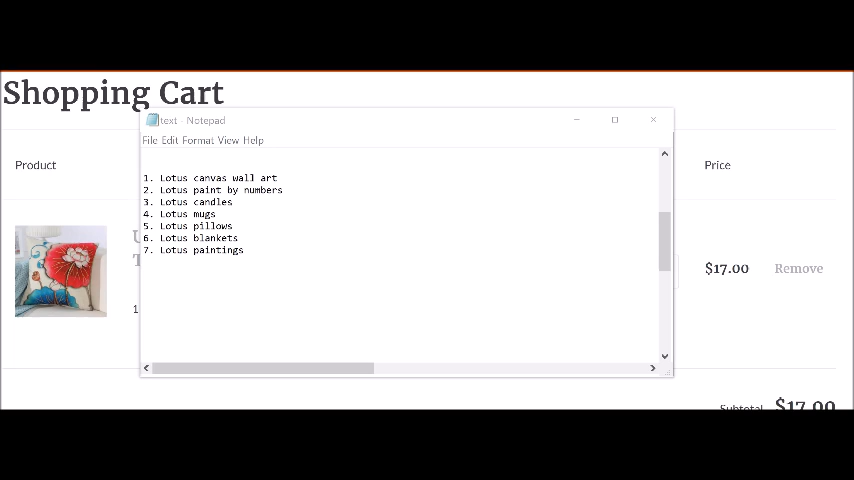 Shopping Cart
text - Notepad
File Edit Format View Help
Product
Price
1. Lotus canvas wall art
2. Lotus paint by numbers
3. Lotus candles
4. Lotus mugs
5. Lotus pillows
6. Lotus blankets
7. Lotus paintings
$17.00 Remove
1
Subtotal $17.00